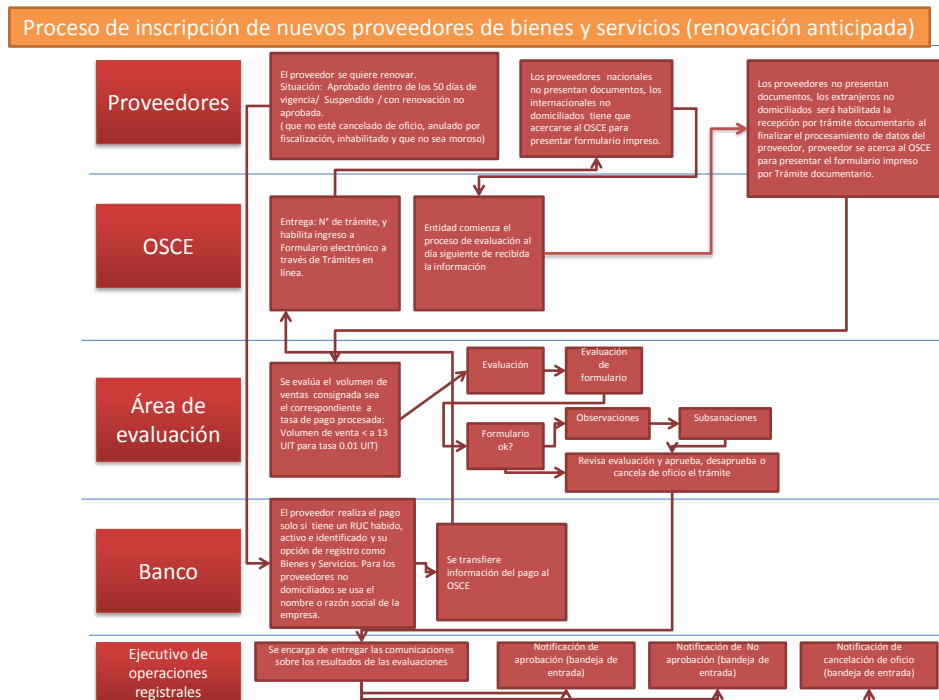 Proceso de inscripción de nuevos proveedores de bienes y servicios (renovación anticipada)
Proveedores
El proveedor se quiere renovar.
Situación: Aprobado dentro de los 50 días de
vigencia/ Suspendido / con renovación no
aprobada.
( que no esté cancelado de oficio, anulado por
fiscalización, inhabilitado y que no sea moroso)
Los proveedores nacionales
no presentan documentos, los
internacionales no
domiciliados tiene que
acercarse al OSCE para
presentar formulario impreso.
Los proveedores no presentan
documentos, los extranjeros no
domiciliados será habilitada la
recepción por trámite documentario al
finalizar el procesamiento de datos del
proveedor, proveedor se acerca al OSCE
para presentar el formulario impreso
por Trámite documentario.
OSCE
Entrega: N° de trámite, y
habilita ingreso a
Formulario electrónico a
través de Trámites en
línea.
Entidad comienza el
proceso de evaluación al
día siguiente de recibida
la información
Área de
evaluación
Se evalúa el volumen de
ventas consignada sea
el correspondiente a
tasa de pago procesada:
Volumen de venta < a 13
UIT para tasa 0.01 UIT)
Evaluación
Evaluación
de
formulario
Formulario
ok?
Observaciones
Subsanaciones
Revisa evaluación y aprueba, desaprueba o
cancela de oficio el trámite
Banco
El proveedor realiza el pago
solo si tiene un RUC habido,
activo e identificado y su
opción de registro como
Bienes y Servicios. Para los
proveedores no
domiciliados se usa el
nombre o razón social de la
empresa.
Se transfiere
información del pago al
OSCE
Ejecutivo de
operaciones
registrales
Se encarga de entregar las comunicaciones
sobre los resultados de las evaluaciones
Notificación de
aprobación (bandeja de
entrada)
Notificación de No
aprobación (bandeja de
entrada)
Notificación de
cancelación de oficio
(bandeja de entrada)